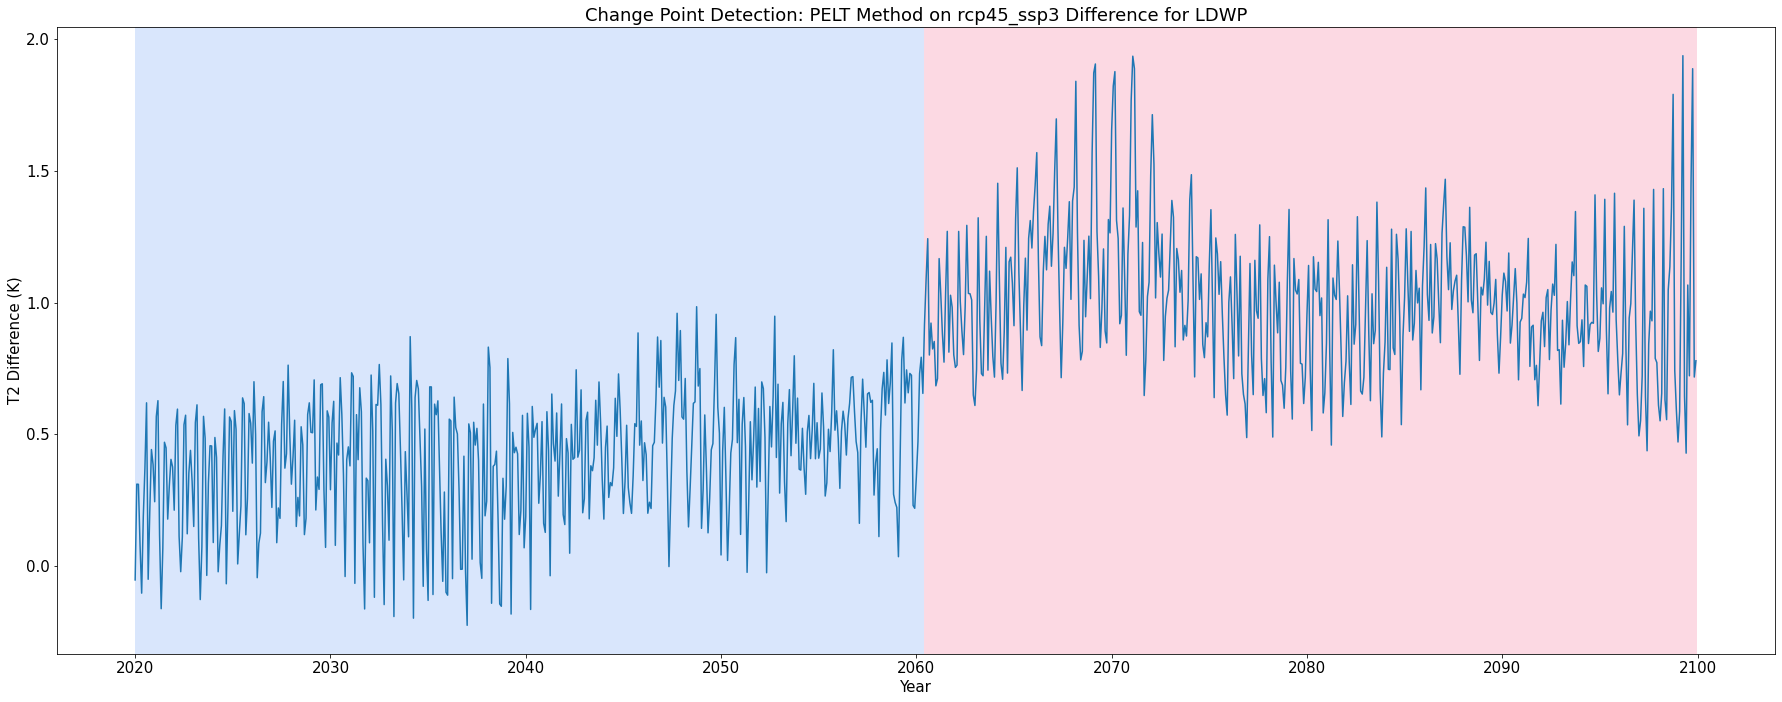 Change Point Detection: PELT Method on rcp45_ssp3 Difference for LDWP
2.0
1.5
1.0
0.5
0.0
T2 Difference (K)
2020 2030 2040 2050 2060 2070 2080 2090 2100
Year